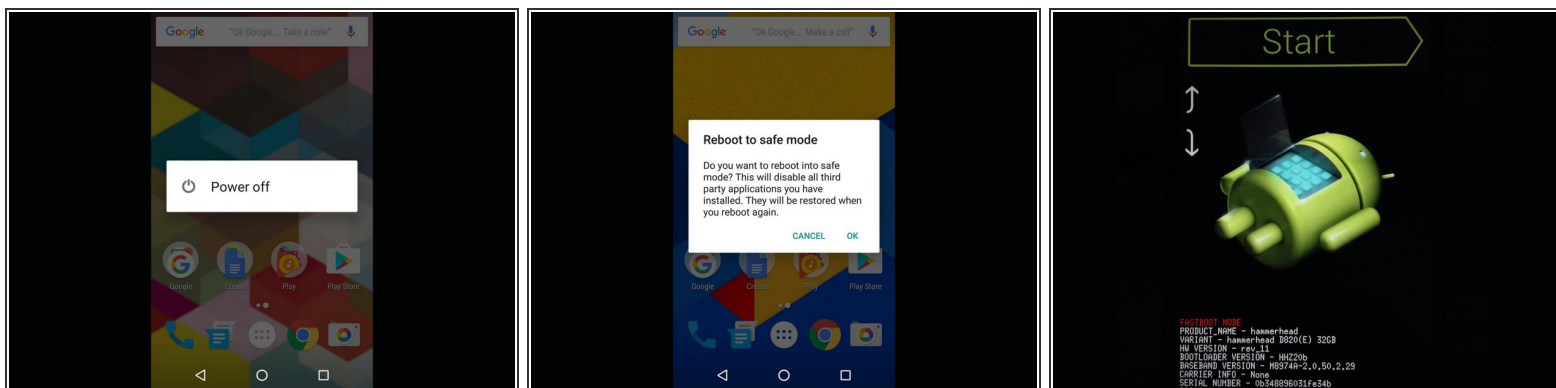 Google "Ok Google... Take a note"
Power off
Google Create Play Play Store
Google "Ok Google... Make a call"
Reboot to safe mode
Do you want to reboot into safe
mode? This will disable all third
party applications you have
installed. They will be restored when
you reboot again.
CANCEL OK
Google Create Play Play Store
Start
FASTBOOT MODE
PRODUCT_NAME - hammerhead
VARIANT - hammerhead D820(E) 32GB
HW VERSION - rev_11
BOOTLOADER VERSION - HHZ20b
BASEBAND VERSION - M8974A-2.0.50.2.29
CARRIER INFO - None
SERIAL NUMBER - 0b348896031fe34b